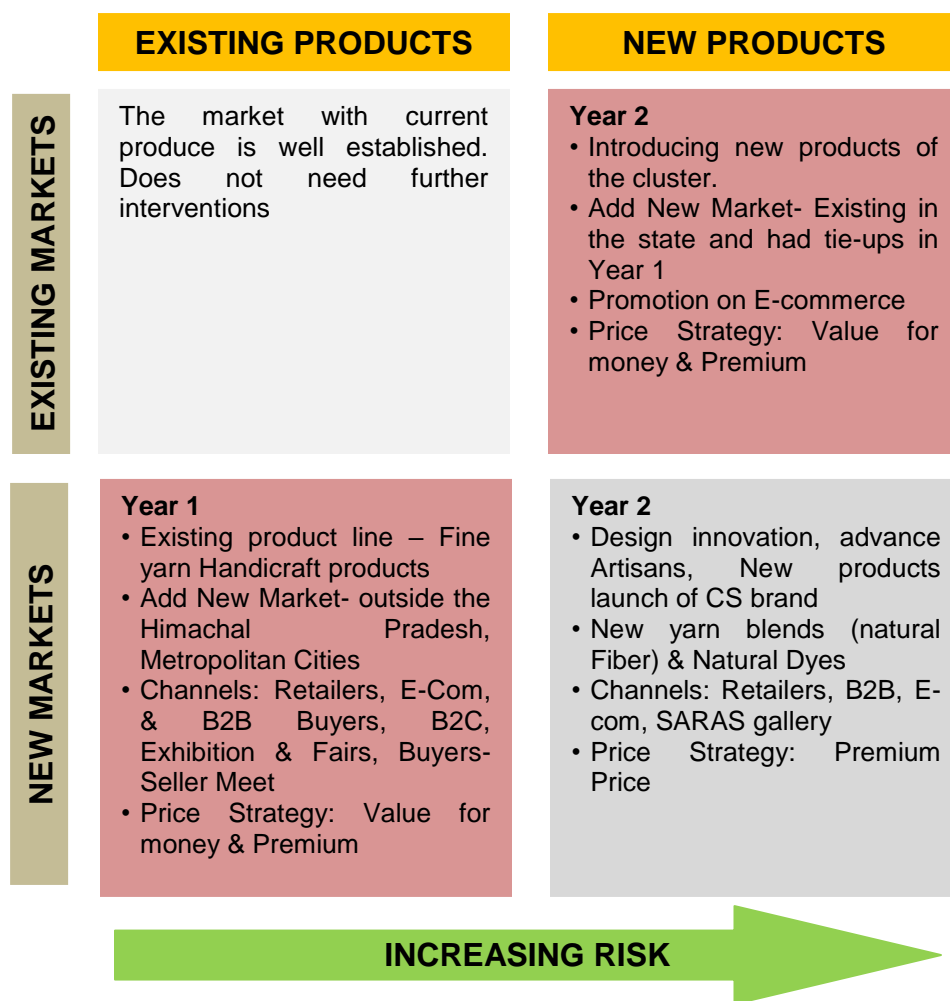 EXISTING PRODUCTS
NEW PRODUCTS
EXISTING MARKETS
The market with current
produce is well established.
Does not need further
interventions
Year 2
• Introducing new products of
the cluster.
• Add New Market- Existing in
the state and had tie-ups in
Year 1
• Promotion on E-commerce
• Price Strategy: Value for
money & Premium
NEW MARKETS
Year 1
• Existing product line – Fine
yarn Handicraft products
• Add New Market- outside the
Himachal Pradesh,
Metropolitan Cities
• Channels: Retailers, E-Com,
& B2B Buyers, B2C,
Exhibition & Fairs, Buyers-
Seller Meet
• Price Strategy: Value for
money & Premium
Year 2
• Design innovation, advance
Artisans, New products
launch of CS brand
• New yarn blends (natural
Fiber) & Natural Dyes
• Channels: Retailers, B2B, E-
com, SARAS gallery
• Price Strategy: Premium
Price
INCREASING RISK